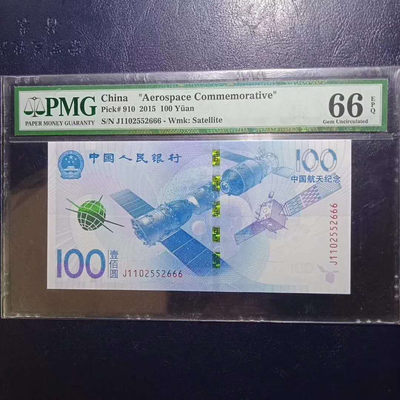 PMG
PAPER MONEY GUARANTY
China "Aerospace Commemorative"
Pick# 910 2015 100 Yüan
S/N J1102552666 - Wmk: Satellite
66 EPQ
Gem Uncirculated
中国人民银行
100
中国航天纪念
J1102552666
100 壹佰圆
J1102552666